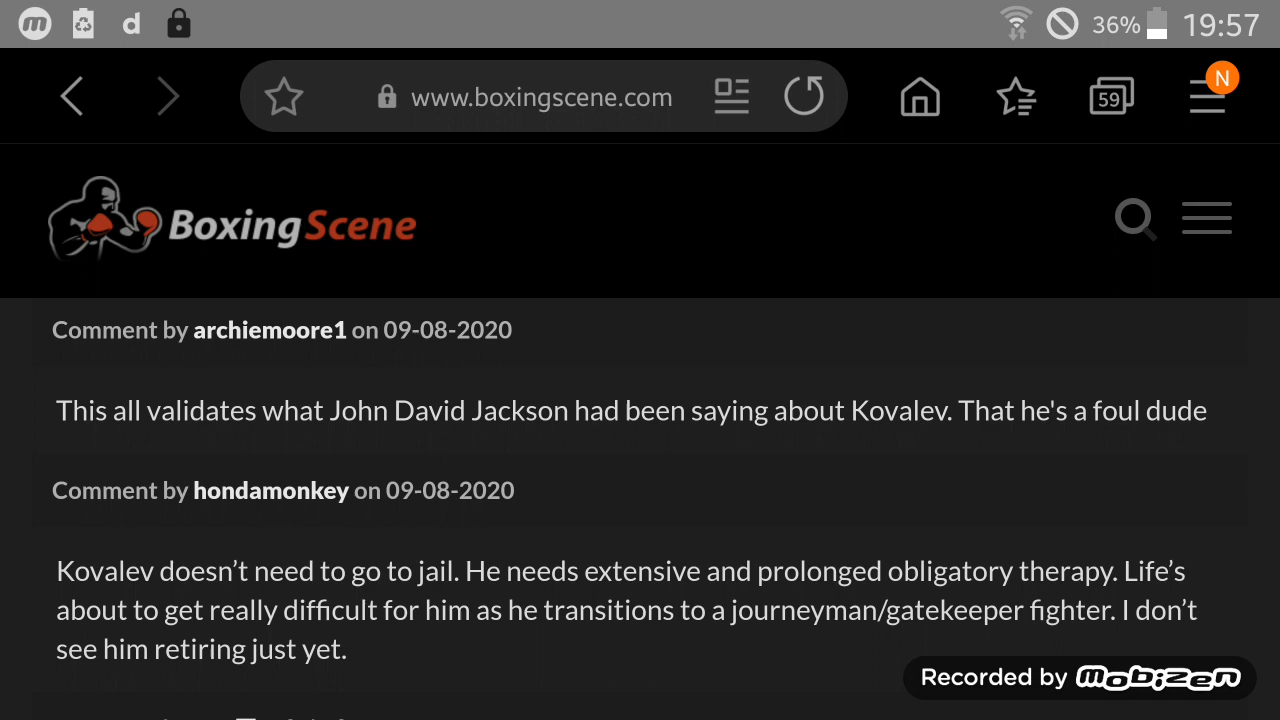 m d 36% 19:57
www.boxingscene.com 59 N
BoxingScene
Comment by archiemoore1 on 09-08-2020
This all validates what John David Jackson had been saying about Kovalev. That he's a foul dude
Comment by hondamonkey on 09-08-2020
Kovalev doesn’t need to go to jail. He needs extensive and prolonged obligatory therapy. Life’s
about to get really difficult for him as he transitions to a journeyman/gatekeeper fighter. I don’t
see him retiring just yet.
Recorded by mobizen